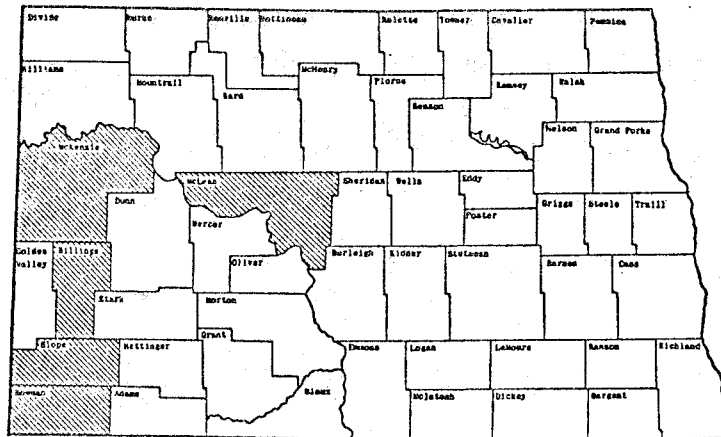 Divide Burke Renville Bottineau Rolette Towner Cavalier Pembina
Williams Mountrail Ward McHenry Pierce Benson Ramsey Walsh
Nelson Grand Forks
McKenzie McLean Sheridan Wells Eddy
Dunn Mercer Foster Griggs Steele Traill
Golden Valley Billings Oliver Burleigh Kidder Stutsman Barnes Cass
Stark Morton
Slope Hettinger Grant Emmons Logan LaMoure Ransom Richland
Bowman Adams Sioux McIntosh Dickey Sargent